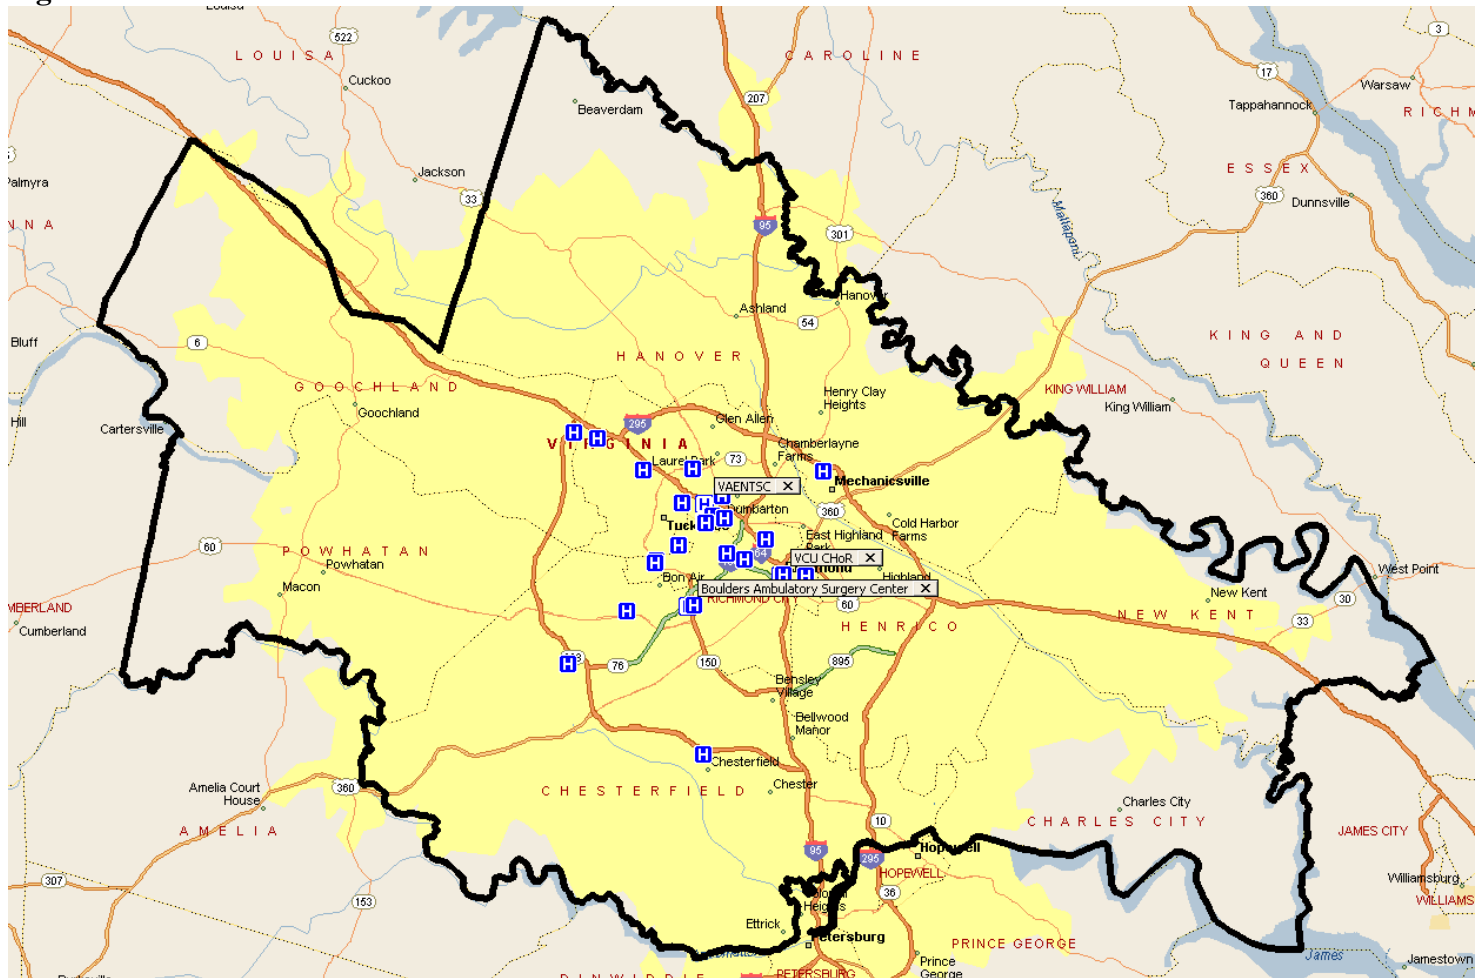 LOUISA
522
Cuckoo
CAROLINE
3
17
Warsaw
207
Beaverdam
Tappahannock
Jackson
ESSEX
Palmyra
33
360
Dunnsville
Mattaponi
95
301
Hanover
Ashland
54
KING AND
QUEEN
6
Bluff
HANOVER
GOOCHLAND
KING WILLIAM
King William
Henry Clay
Heights
Goochland
Hill
Cartersville
295
Glen Allen
VIRGINIA
Chamberlayne
Farms
Laurel Park
73
Mechanicsville
VAENTSC
Dumbarton
360
Cold Harbor
Farms
East Highland
60
POWHATAN
Powhatan
64
VCU CHoR
Macon
Bon Air
Highland
West Point
Boulders Ambulatory Surgery Center
New Kent
30
60
NEW KENT
33
Cumberland
HENRICO
76
150
895
Bensley
Village
Bellwood
Manor
Chesterfield
Chester
CHESTERFIELD
Amelia Court
House
360
AMELIA
Charles City
CHARLES CITY
10
JAMES CITY
95
295
Hopewell
HOPEWELL
307
153
36
Heights
Williamsburg
Ettrick
Petersburg
PRINCE GEORGE
James
Prince
George
Jamestown
PETERSBURG